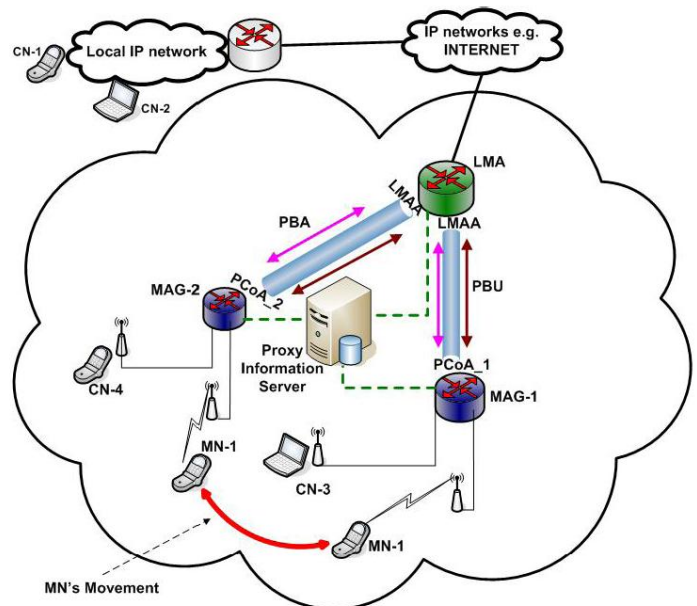 CN-1
Local IP network
CN-2
IP networks e.g.
INTERNET
LMA
LMAA
LMAA
PBA
PBU
PCoA_2
MAG-2
Proxy
Information
Server
PCoA_1
MAG-1
CN-4
MN-1
CN-3
MN-1
MN's Movement